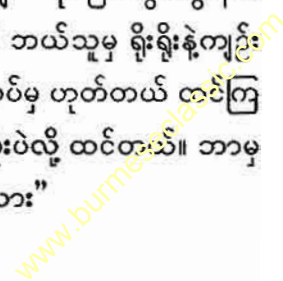 ဘယ်သူမှ ရိုးရိုးနဲ့ကျဉ်း
ပ်မှ ဟုတ်တယ် ထင်ကြ
းပဲလို့ ထင်တယ်။ ဘာမှ
လား”
www.burmeseclassic.com